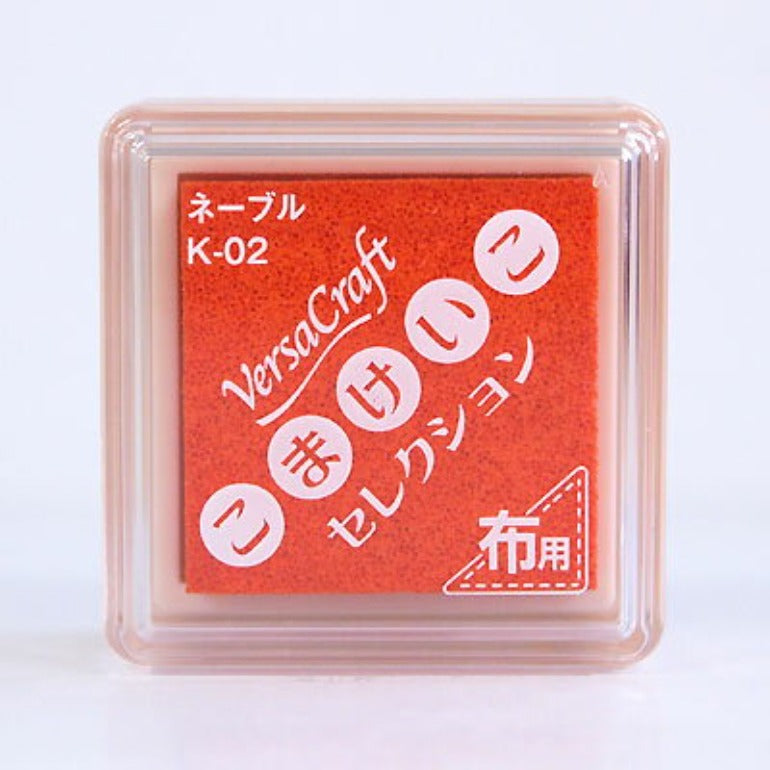 ネーブル
K-02
VersaCraft
こまけいこ
セレクション
布用